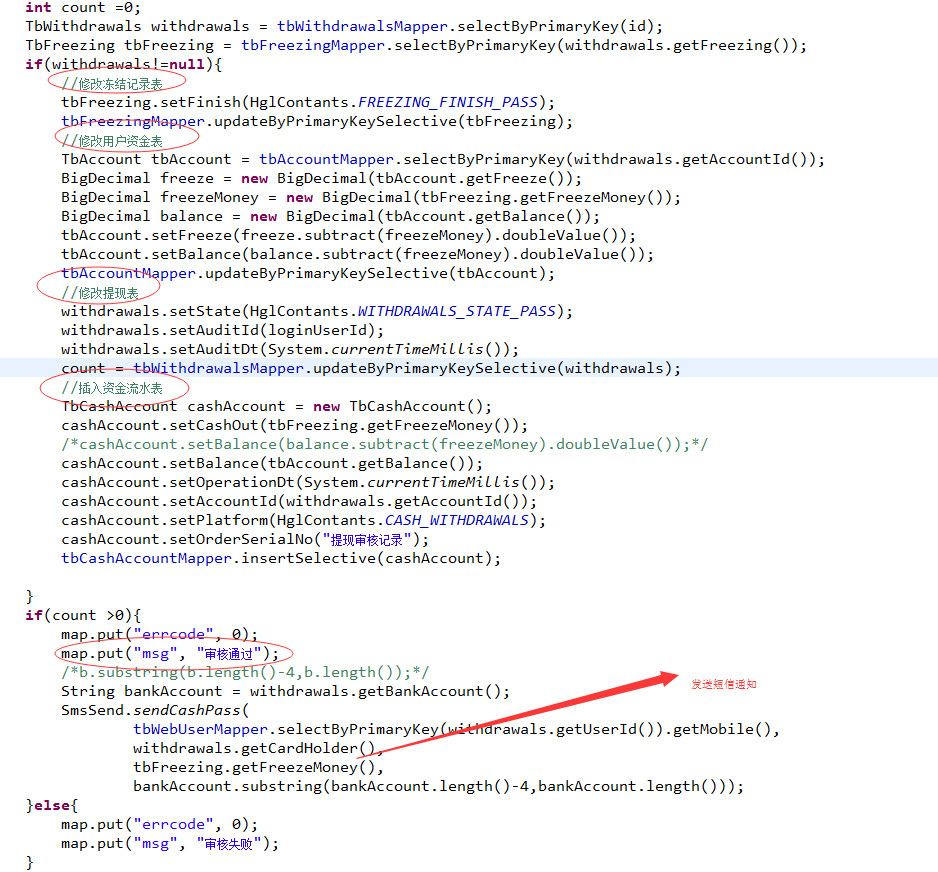 int count =0;
TbWithdrawals withdrawals = tbWithdrawalsMapper.selectByPrimaryKey(id);
TbFreezing tbFreezing = tbFreezingMapper.selectByPrimaryKey(withdrawals.getFreezing());
if(withdrawals!=null){
//修改冻结记录表
tbFreezing.setFinish(HglContants.FREEZING_FINISH_PASS);
tbFreezingMapper.updateByPrimaryKeySelective(tbFreezing);
//修改用户资金表
TbAccount tbAccount = tbAccountMapper.selectByPrimaryKey(withdrawals.getAccountId());
BigDecimal freeze = new BigDecimal(tbAccount.getFreeze());
BigDecimal freezeMoney = new BigDecimal(tbFreezing.getFreezeMoney());
BigDecimal balance = new BigDecimal(tbAccount.getBalance());
tbAccount.setFreeze(freeze.subtract(freezeMoney).doubleValue());
tbAccount.setBalance(balance.subtract(freezeMoney).doubleValue());
tbAccountMapper.updateByPrimaryKeySelective(tbAccount);
//修改提现表
withdrawals.setState(HglContants.WITHDRAWALS_STATE_PASS);
withdrawals.setAuditId(loginUserId);
withdrawals.setAuditDt(System.currentTimeMillis());
count = tbWithdrawalsMapper.updateByPrimaryKeySelective(withdrawals);
//插入资金流水表
TbCashAccount cashAccount = new TbCashAccount();
cashAccount.setCashOut(tbFreezing.getFreezeMoney());
/*cashAccount.setBalance(balance.subtract(freezeMoney).doubleValue());*/
cashAccount.setBalance(tbAccount.getBalance());
cashAccount.setOperationDt(System.currentTimeMillis());
cashAccount.setAccountId(withdrawals.getAccountId());
cashAccount.setPlatform(HglContants.CASH_WITHDRAWALS);
cashAccount.setOrderSerialNo("提现审核记录");
tbCashAccountMapper.insertSelective(cashAccount);
}
if(count >0){
map.put("errcode", 0);
map.put("msg", "审核通过");
/*b.substring(b.length()-4,b.length());*/
String bankAccount = withdrawals.getBankAccount();
发送短信通知
SmsSend.sendCashPass(
tbWebUserMapper.selectByPrimaryKey(withdrawals.getUserId()).getMobile(),
withdrawals.getCardHolder(),
tbFreezing.getFreezeMoney(),
bankAccount.substring(bankAccount.length()-4,bankAccount.length()));
}else{
map.put("errcode", 0);
map.put("msg", "审核失败");
}